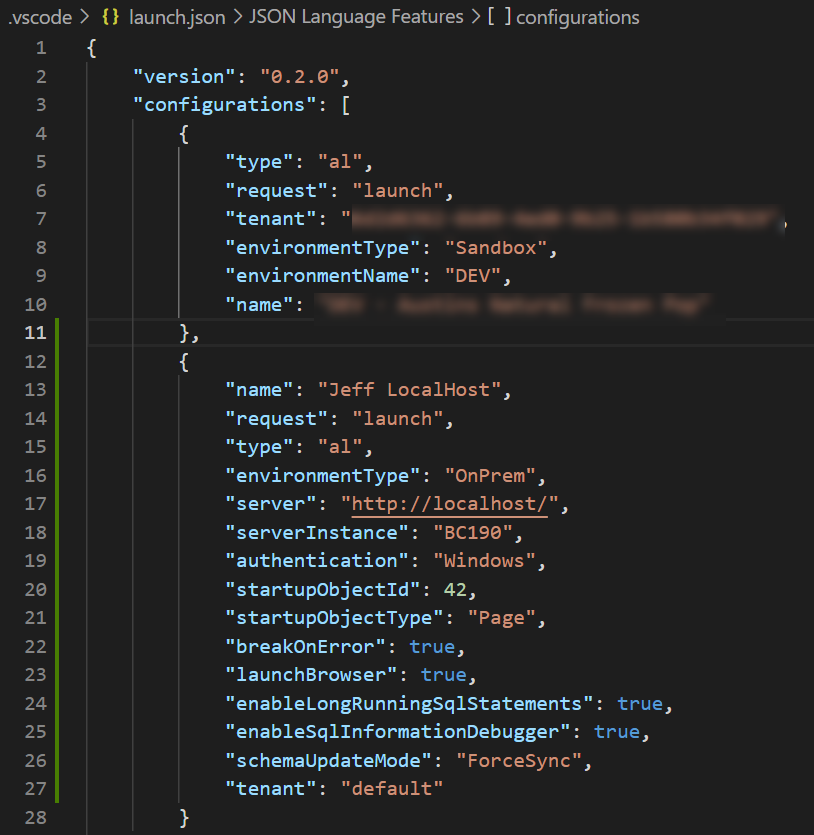 .vscode > {} launch.json > JSON Language Features > [ ] configurations
1 {
2 "version": "0.2.0",
3 "configurations": [
4 {
5 "type": "al",
6 "request": "launch",
7 "tenant": "
8 "environmentType": "Sandbox",
9 "environmentName": "DEV",
10 "name":
11 },
12 {
13 "name": "Jeff LocalHost",
14 "request": "launch",
15 "type": "al",
16 "environmentType": "OnPrem",
17 "server": "http://localhost/",
18 "serverInstance": "BC190",
19 "authentication": "Windows",
20 "startupObjectId": 42,
21 "startupObjectType": "Page",
22 "breakOnError": true,
23 "launchBrowser": true,
24 "enableLongRunningSqlStatements": true,
25 "enableSqlInformationDebugger": true,
26 "schemaUpdateMode": "ForceSync",
27 "tenant": "default"
28 }